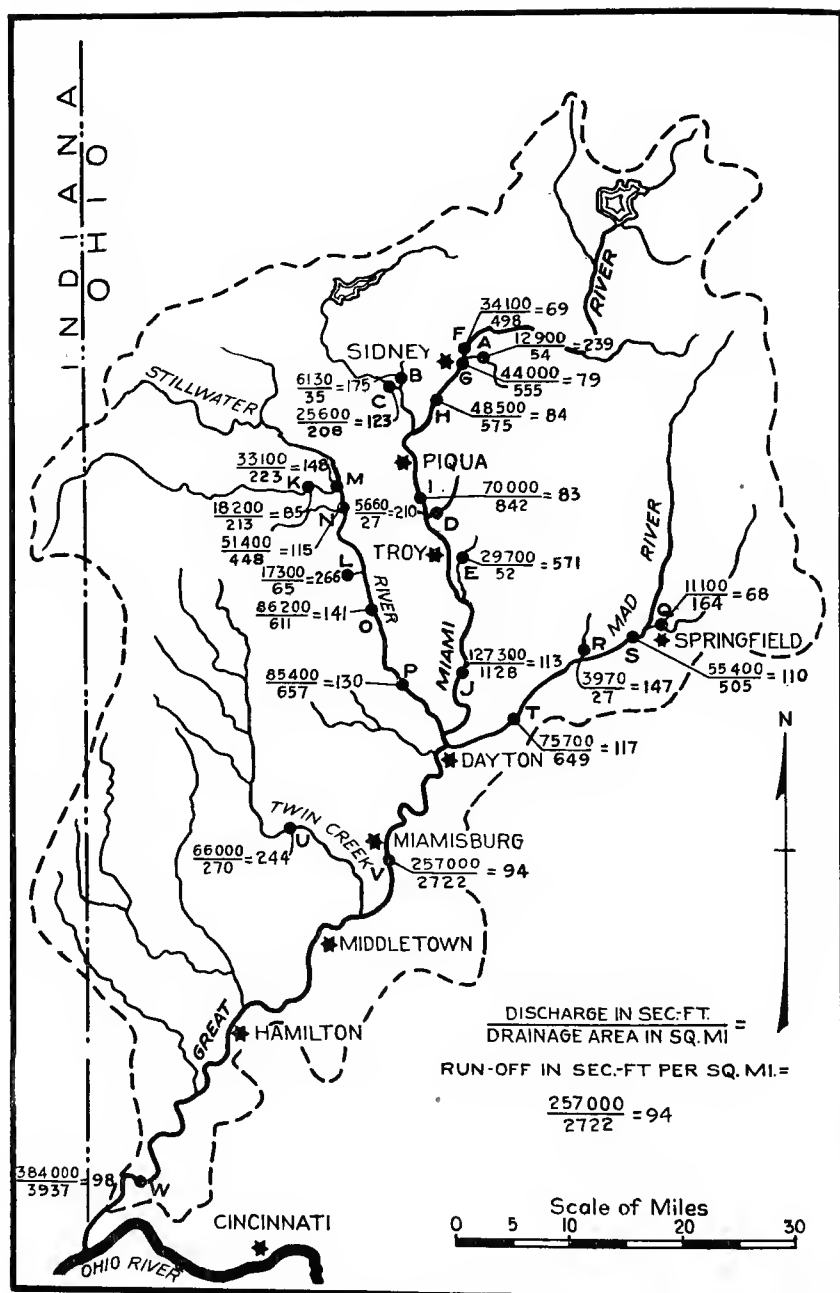 INDIANA
OHIO
RIVER
34100
498
=69
F
A
12900
54
=239
SIDNEY
G
44000
555
=79
B
6130
35
=175
C
25600
208
=123
H
48500
575
=84
STILLWATER
PIQUA
33100
223
=148
K
M
I
70000
842
=83
18200
213
=85
N
5660
27
=210
D
51400
448
=115
TROY
E
29700
52
=571
L
17300
65
=266
RIVER
RIVER
MAD
11100
164
=68
Q
86200
611
=141
O
SPRINGFIELD
R
S
MIAMI
127300
1128
=113
J
3970
27
=147
55400
505
=110
85400
657
=130
P
T
N
75700
649
=117
DAYTON
TWIN CREEK
66000
270
=244
U
MIAMISBURG
V
257000
2722
=94
MIDDLETOWN
GREAT
HAMILTON
DISCHARGE IN SEC.-FT.
DRAINAGE AREA IN SQ. MI
=
RUN-OFF IN SEC.-FT PER SQ. MI.=
257000
2722
=94
384000
3937
=98
W
CINCINNATI
OHIO RIVER
Scale of Miles
0 5 10 20 30